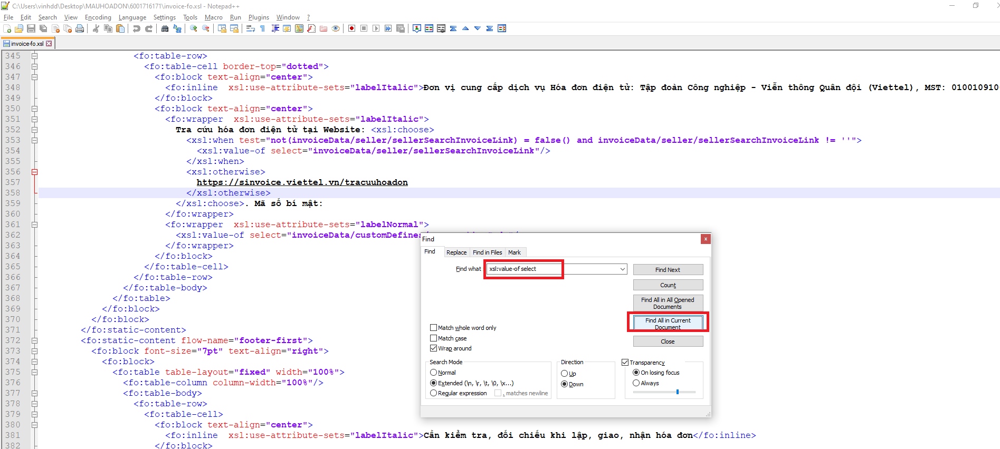 C:\Users\vinhdd\Desktop\MAUHOADON\6001716171\invoice-fo.xsl - Notepad++
File Edit Search View Encoding Language Settings Tools Macro Run Plugins Window ?
invoice-fo.xsl
345 <fo:table-row>
346 <fo:table-cell border-top="dotted">
347 <fo:block text-align="center">
348 <fo:inline  xsl:use-attribute-sets="labelItalic">Đơn vị cung cấp dịch vụ Hóa đơn điện tử: Tập đoàn Công nghiệp - Viễn thông Quân đội (Viettel), MST: 010010910
349 </fo:block>
350 <fo:block text-align="center">
351 <fo:wrapper  xsl:use-attribute-sets="labelItalic">
352 Tra cứu hóa đơn điện tử tại Website: <xsl:choose>
353 <xsl:when test="not(invoiceData/seller/sellerSearchInvoiceLink) = false() and invoiceData/seller/sellerSearchInvoiceLink != ''">
354 <xsl:value-of select="invoiceData/seller/sellerSearchInvoiceLink"/>
355 </xsl:when>
356 <xsl:otherwise>
357 https://sinvoice.viettel.vn/tracuuhoadon
358 </xsl:otherwise>
359 </xsl:choose>. Mã số bí mật:
360 </fo:wrapper>
361 <fo:wrapper  xsl:use-attribute-sets="labelNormal">
362 <xsl:value-of select="invoiceData/customDefines
363 </fo:wrapper>
364 </fo:block>
365 </fo:table-cell>
366 </fo:table-row>
367 </fo:table-body>
368 </fo:table>
369 </fo:block>
370 </fo:block>
371 </fo:static-content>
372 <fo:static-content flow-name="footer-first">
373 <fo:block font-size="7pt" text-align="right">
374 <fo:block>
375 <fo:table table-layout="fixed" width="100%">
376 <fo:table-column column-width="100%"/>
377 <fo:table-body>
378 <fo:table-row>
379 <fo:table-cell>
380 <fo:block text-align="center">
381 <fo:inline  xsl:use-attribute-sets="labelItalic">Cần kiểm tra, đối chiếu khi lập, giao, nhận hóa đơn</fo:inline>
382 </fo:block>
Find
Find Replace Find in Files Mark
Find what xsl:value-of select
Find Next
Count
Find All in All Opened
Documents
Find All in Current
Document
Close
Match whole word only
Match case
Wrap around
Search Mode
Normal
Extended (\n, \r, \t, \0, \x...)
Regular expression . matches newline
Direction
Up
Down
Transparency
On losing focus
Always